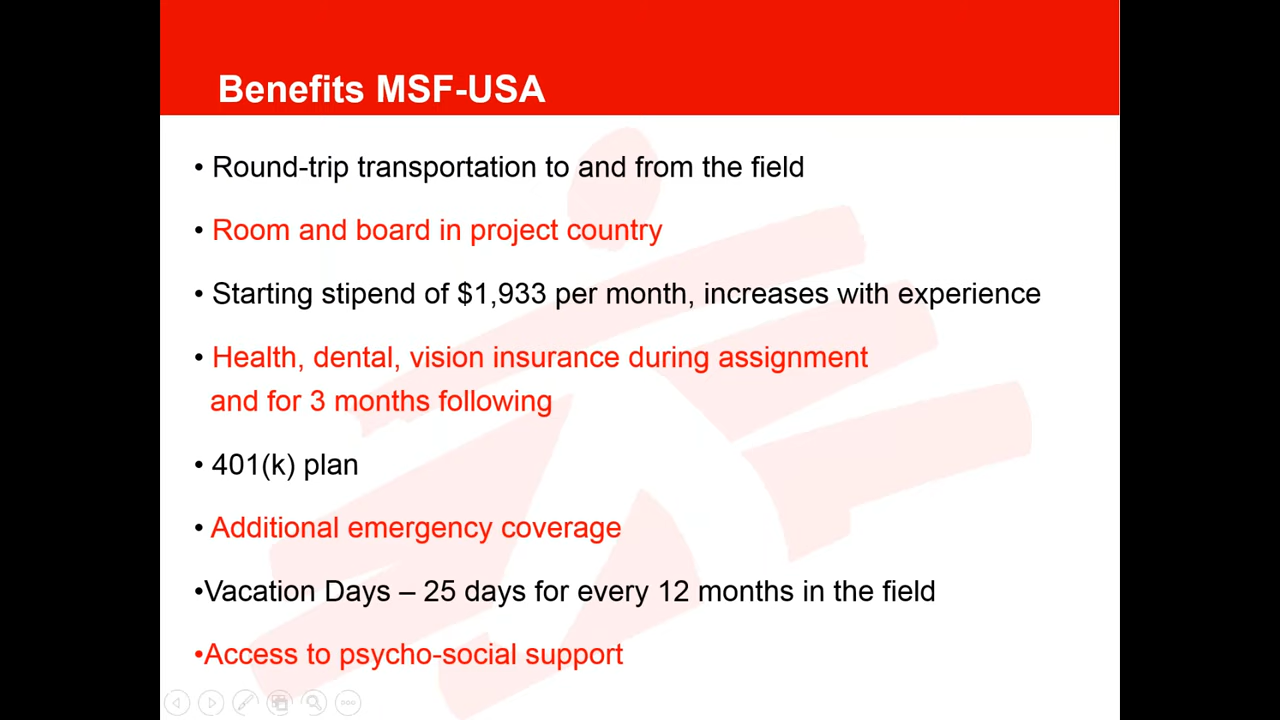 Benefits MSF-USA
• Round-trip transportation to and from the field
• Room and board in project country
• Starting stipend of $1,933 per month, increases with experience
• Health, dental, vision insurance during assignment
and for 3 months following
• 401(k) plan
• Additional emergency coverage
•Vacation Days – 25 days for every 12 months in the field
•Access to psycho-social support